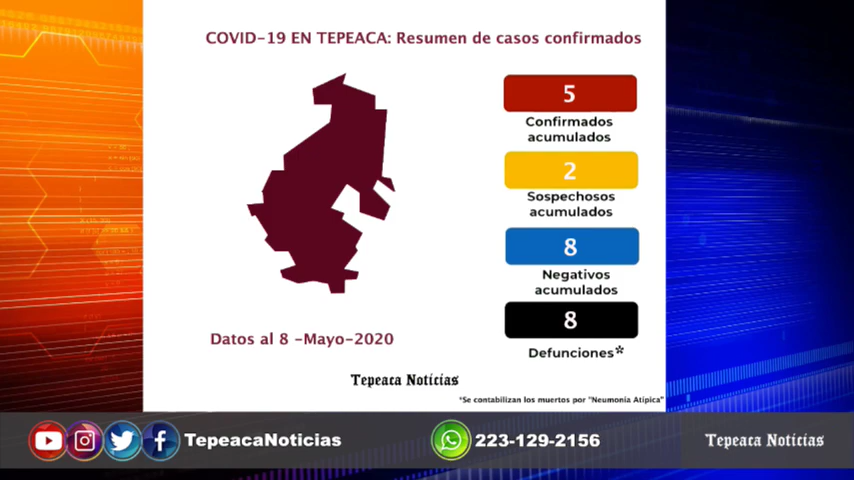 COVID-19 EN TEPEACA: Resumen de casos confirmados
5
Confirmados
acumulados
2
Sospechosos
acumulados
8
Negativos
acumulados
8
Defunciones*
Datos al 8 -Mayo-2020
Tepeaca Noticias
*Se contabilizan los muertos por "Neumonía Atípica"
TepeacaNoticias
223-129-2156
Tepeaca Noticias